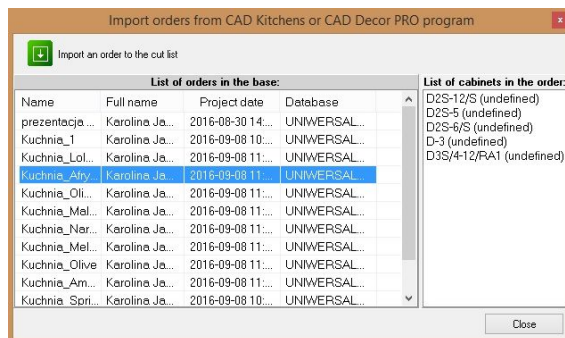 Import orders from CAD Kitchens or CAD Decor PRO program
x
Import an order to the cut list
List of orders in the base:
Name Full name Project date Database
prezentacja ... Karolina Ja... 2016-08-30 14:... UNIWERSAL...
Kuchnia_1 Karolina Ja... 2016-09-08 10:... UNIWERSAL...
Kuchnia_Lol... Karolina Ja... 2016-09-08 11:... UNIWERSAL...
Kuchnia_Afry... Karolina Ja... 2016-09-08 11:... UNIWERSAL...
Kuchnia_Oli... Karolina Ja... 2016-09-08 11:... UNIWERSAL...
Kuchnia_Mal... Karolina Ja... 2016-09-08 11:... UNIWERSAL...
Kuchnia_Nar... Karolina Ja... 2016-09-08 11:... UNIWERSAL...
Kuchnia_Mel... Karolina Ja... 2016-09-08 11:... UNIWERSAL...
Kuchnia_Olive Karolina Ja... 2016-09-08 11:... UNIWERSAL...
Kuchnia_Am... Karolina Ja... 2016-09-08 11:... UNIWERSAL...
Kuchnia_Spri... Karolina Ja... 2016-09-08 10:... UNIWERSAL...
List of cabinets in the order:
D2S-12/S (undefined)
D2S-5 (undefined)
D2S-6/S (undefined)
D-3 (undefined)
D3S/4-12/RA1 (undefined)
Close